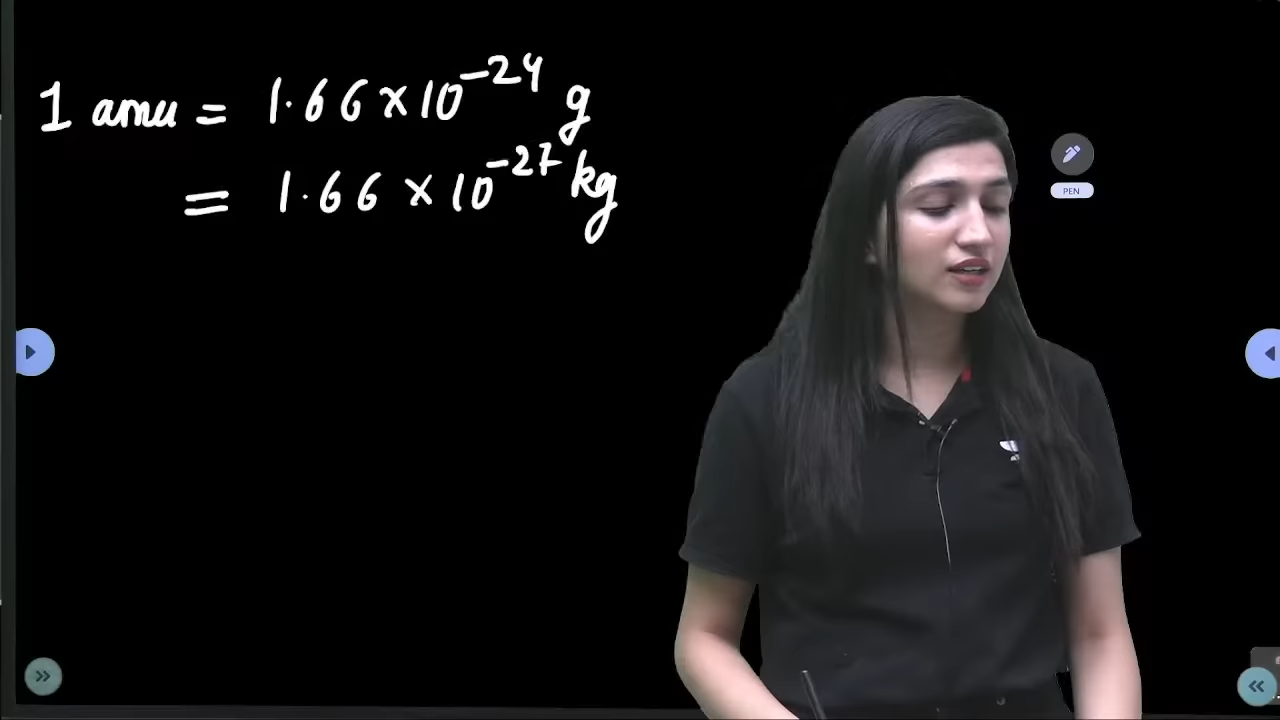 1 amu = 1.66 × 10⁻²⁴ g
= 1.66 × 10⁻²⁷ kg
PEN